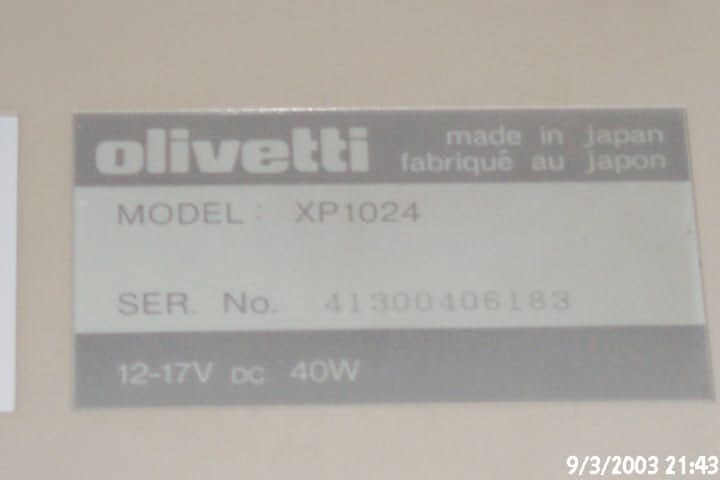 olivetti
made in japan
fabriquê au japon
MODEL: XP1024
SER. No. 41300406183
12-17V DC 40W
9/3/2003 21:43